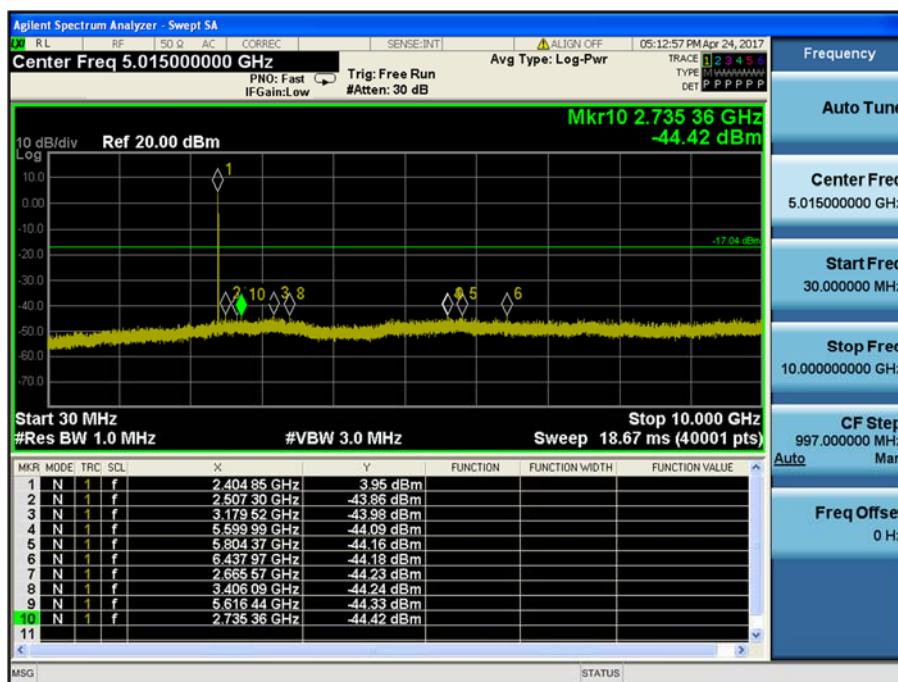 Agilent Spectrum Analyzer - Swept SA
LXI RL RF 50 Ω AC CORREC SENSE:INT ALIGN OFF 05:12:57 PM Apr 24, 2017
Center Freq 5.015000000 GHz
PNO: Fast
IFGain:Low
Trig: Free Run
#Atten: 30 dB
Avg Type: Log-Pwr
TRACE 1 2 3 4 5 6
TYPE M WWWWW
DET P P P P P P
Mkr10 2.735 36 GHz
-44.42 dBm
10 dB/div Ref 20.00 dBm
Log
10.0
0.00
-10.0
-20.0
-30.0
-40.0
-50.0
-60.0
-70.0
-17.04 dBm
1
2 10 3 8 5 6
Start 30 MHz Stop 10.000 GHz
#Res BW 1.0 MHz #VBW 3.0 MHz Sweep 18.67 ms (40001 pts)
MKR MODE TRC SCL X Y FUNCTION FUNCTION WIDTH FUNCTION VALUE
1 N 1 f 2.404 85 GHz 3.95 dBm
2 N 1 f 2.507 30 GHz -43.86 dBm
3 N 1 f 3.179 52 GHz -43.98 dBm
4 N 1 f 5.599 99 GHz -44.09 dBm
5 N 1 f 5.804 37 GHz -44.16 dBm
6 N 1 f 6.437 97 GHz -44.18 dBm
7 N 1 f 2.665 57 GHz -44.23 dBm
8 N 1 f 3.406 09 GHz -44.24 dBm
9 N 1 f 5.616 44 GHz -44.33 dBm
10 N 1 f 2.735 36 GHz -44.42 dBm
11
MSG STATUS
Frequency
Auto Tune
Center Freq
5.015000000 GHz
Start Freq
30.000000 MHz
Stop Freq
10.000000000 GHz
CF Step
997.000000 MHz
Auto Man
Freq Offset
0 Hz